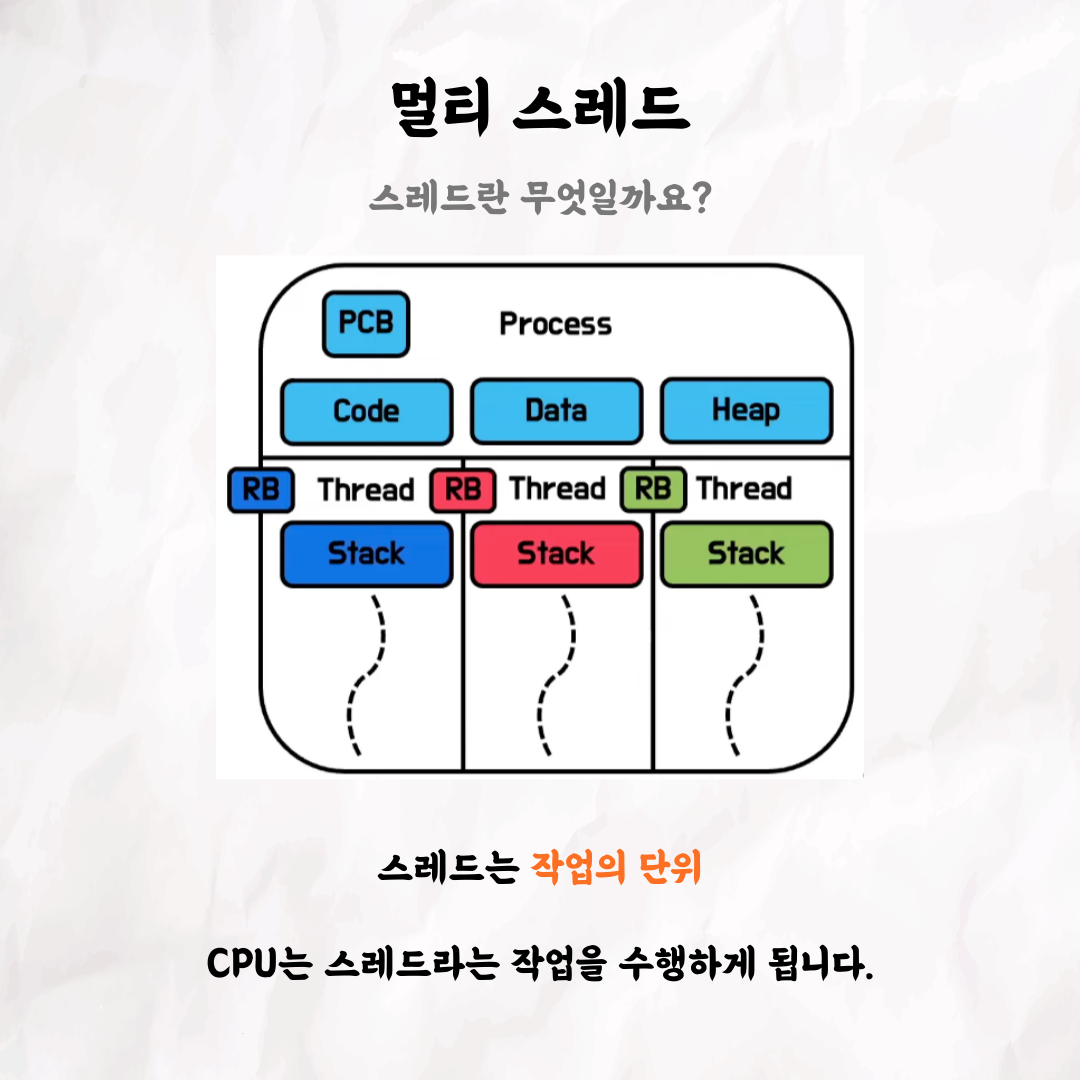 멀티 스레드
스레드란 무엇일까요?
PCB Process
Code Data Heap
RB Thread RB Thread RB Thread
Stack Stack Stack
스레드는 작업의 단위
CPU는 스레드라는 작업을 수행하게 됩니다.